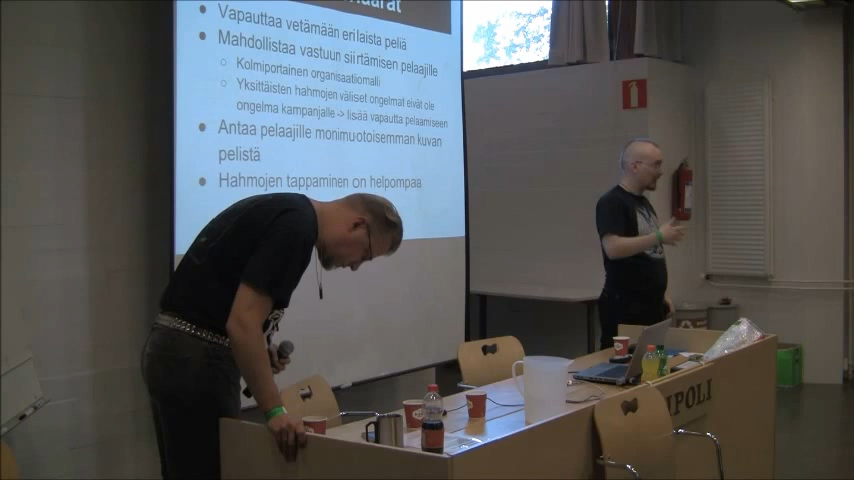 Vapauttaa vetämään erilaista peliä
Mahdollistaa vastuun siirtämisen pelaajille
Kolmiportainen organisaatiomalli
Yksittäisten hahmojen väliset ongelmat eivät ole
ongelma kampanjalle -> lisää vapautta pelaamiseen
Antaa pelaajille monimuotoisemman kuvan
pelistä
Hahmojen tappaminen on helpompaa
IPOLI